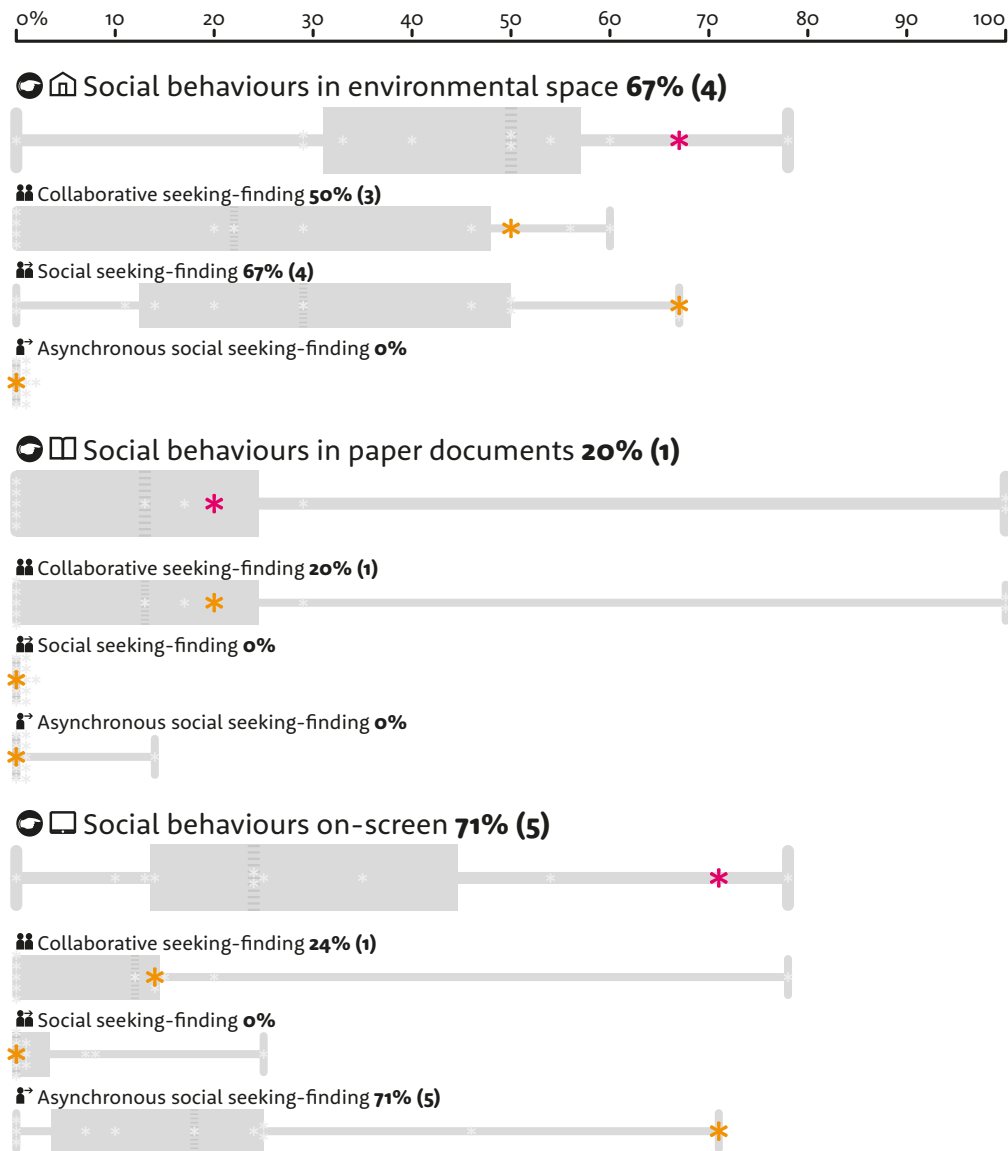 0% 10 20 30 40 50 60 70 80 90 100
Social behaviours in environmental space 67% (4)
Collaborative seeking-finding 50% (3)
Social seeking-finding 67% (4)
Asynchronous social seeking-finding 0%
Social behaviours in paper documents 20% (1)
Collaborative seeking-finding 20% (1)
Social seeking-finding 0%
Asynchronous social seeking-finding 0%
Social behaviours on-screen 71% (5)
Collaborative seeking-finding 24% (1)
Social seeking-finding 0%
Asynchronous social seeking-finding 71% (5)